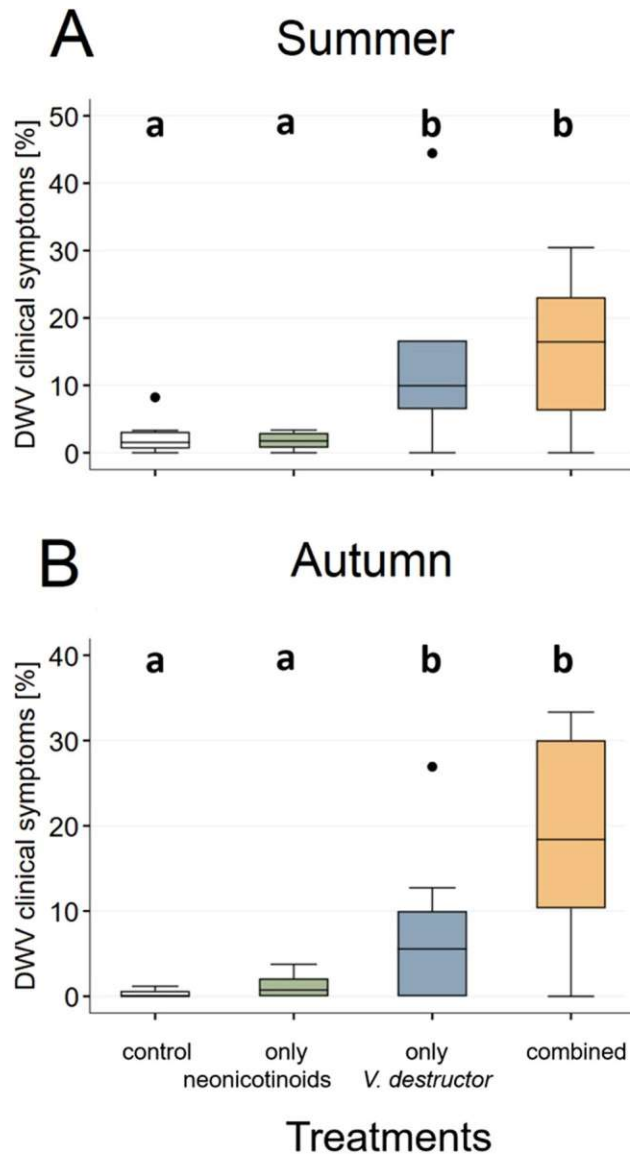 A
Summer
DWV clinical symptoms [%]
50
40
30
20
10
0
a a b b
B
Autumn
DWV clinical symptoms [%]
40
30
20
10
0
a a b b
control only only combined
neonicotinoids V. destructor
Treatments